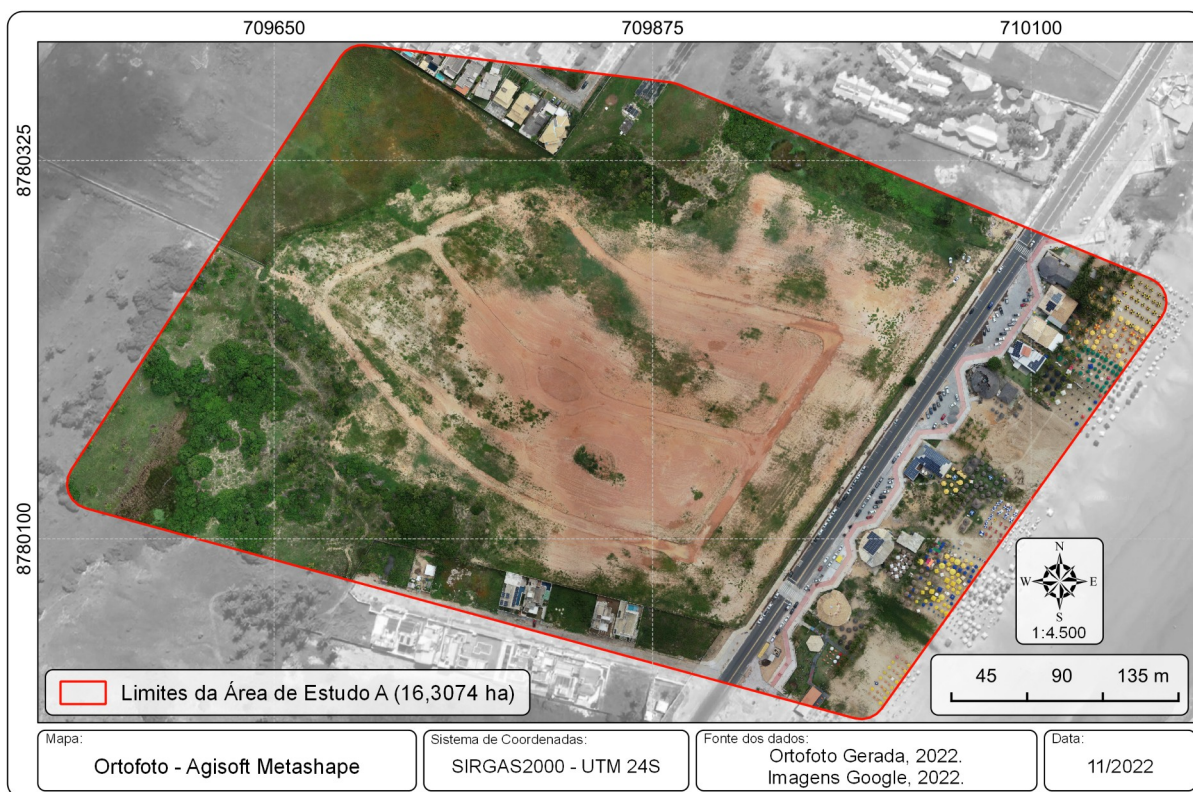 709650 709875 710100
8780325
8780100
N
W E
S
1:4.500
45 90 135 m
Limites da Área de Estudo A (16,3074 ha)
Mapa:
Ortofoto - Agisoft Metashape
Sistema de Coordenadas:
SIRGAS2000 - UTM 24S
Fonte dos dados:
Ortofoto Gerada, 2022.
Imagens Google, 2022.
Data:
11/2022